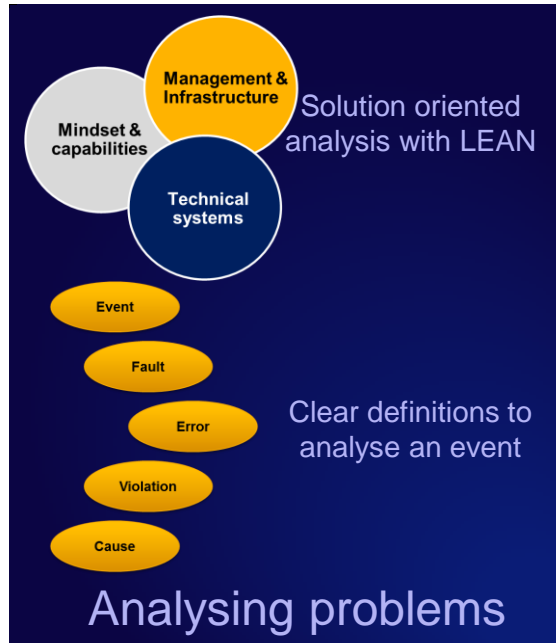 Management &
Infrastructure
Mindset &
capabilities
Solution oriented
analysis with LEAN
Technical
systems
Event
Fault
Error
Clear definitions to
analyse an event
Violation
Cause
Analysing problems